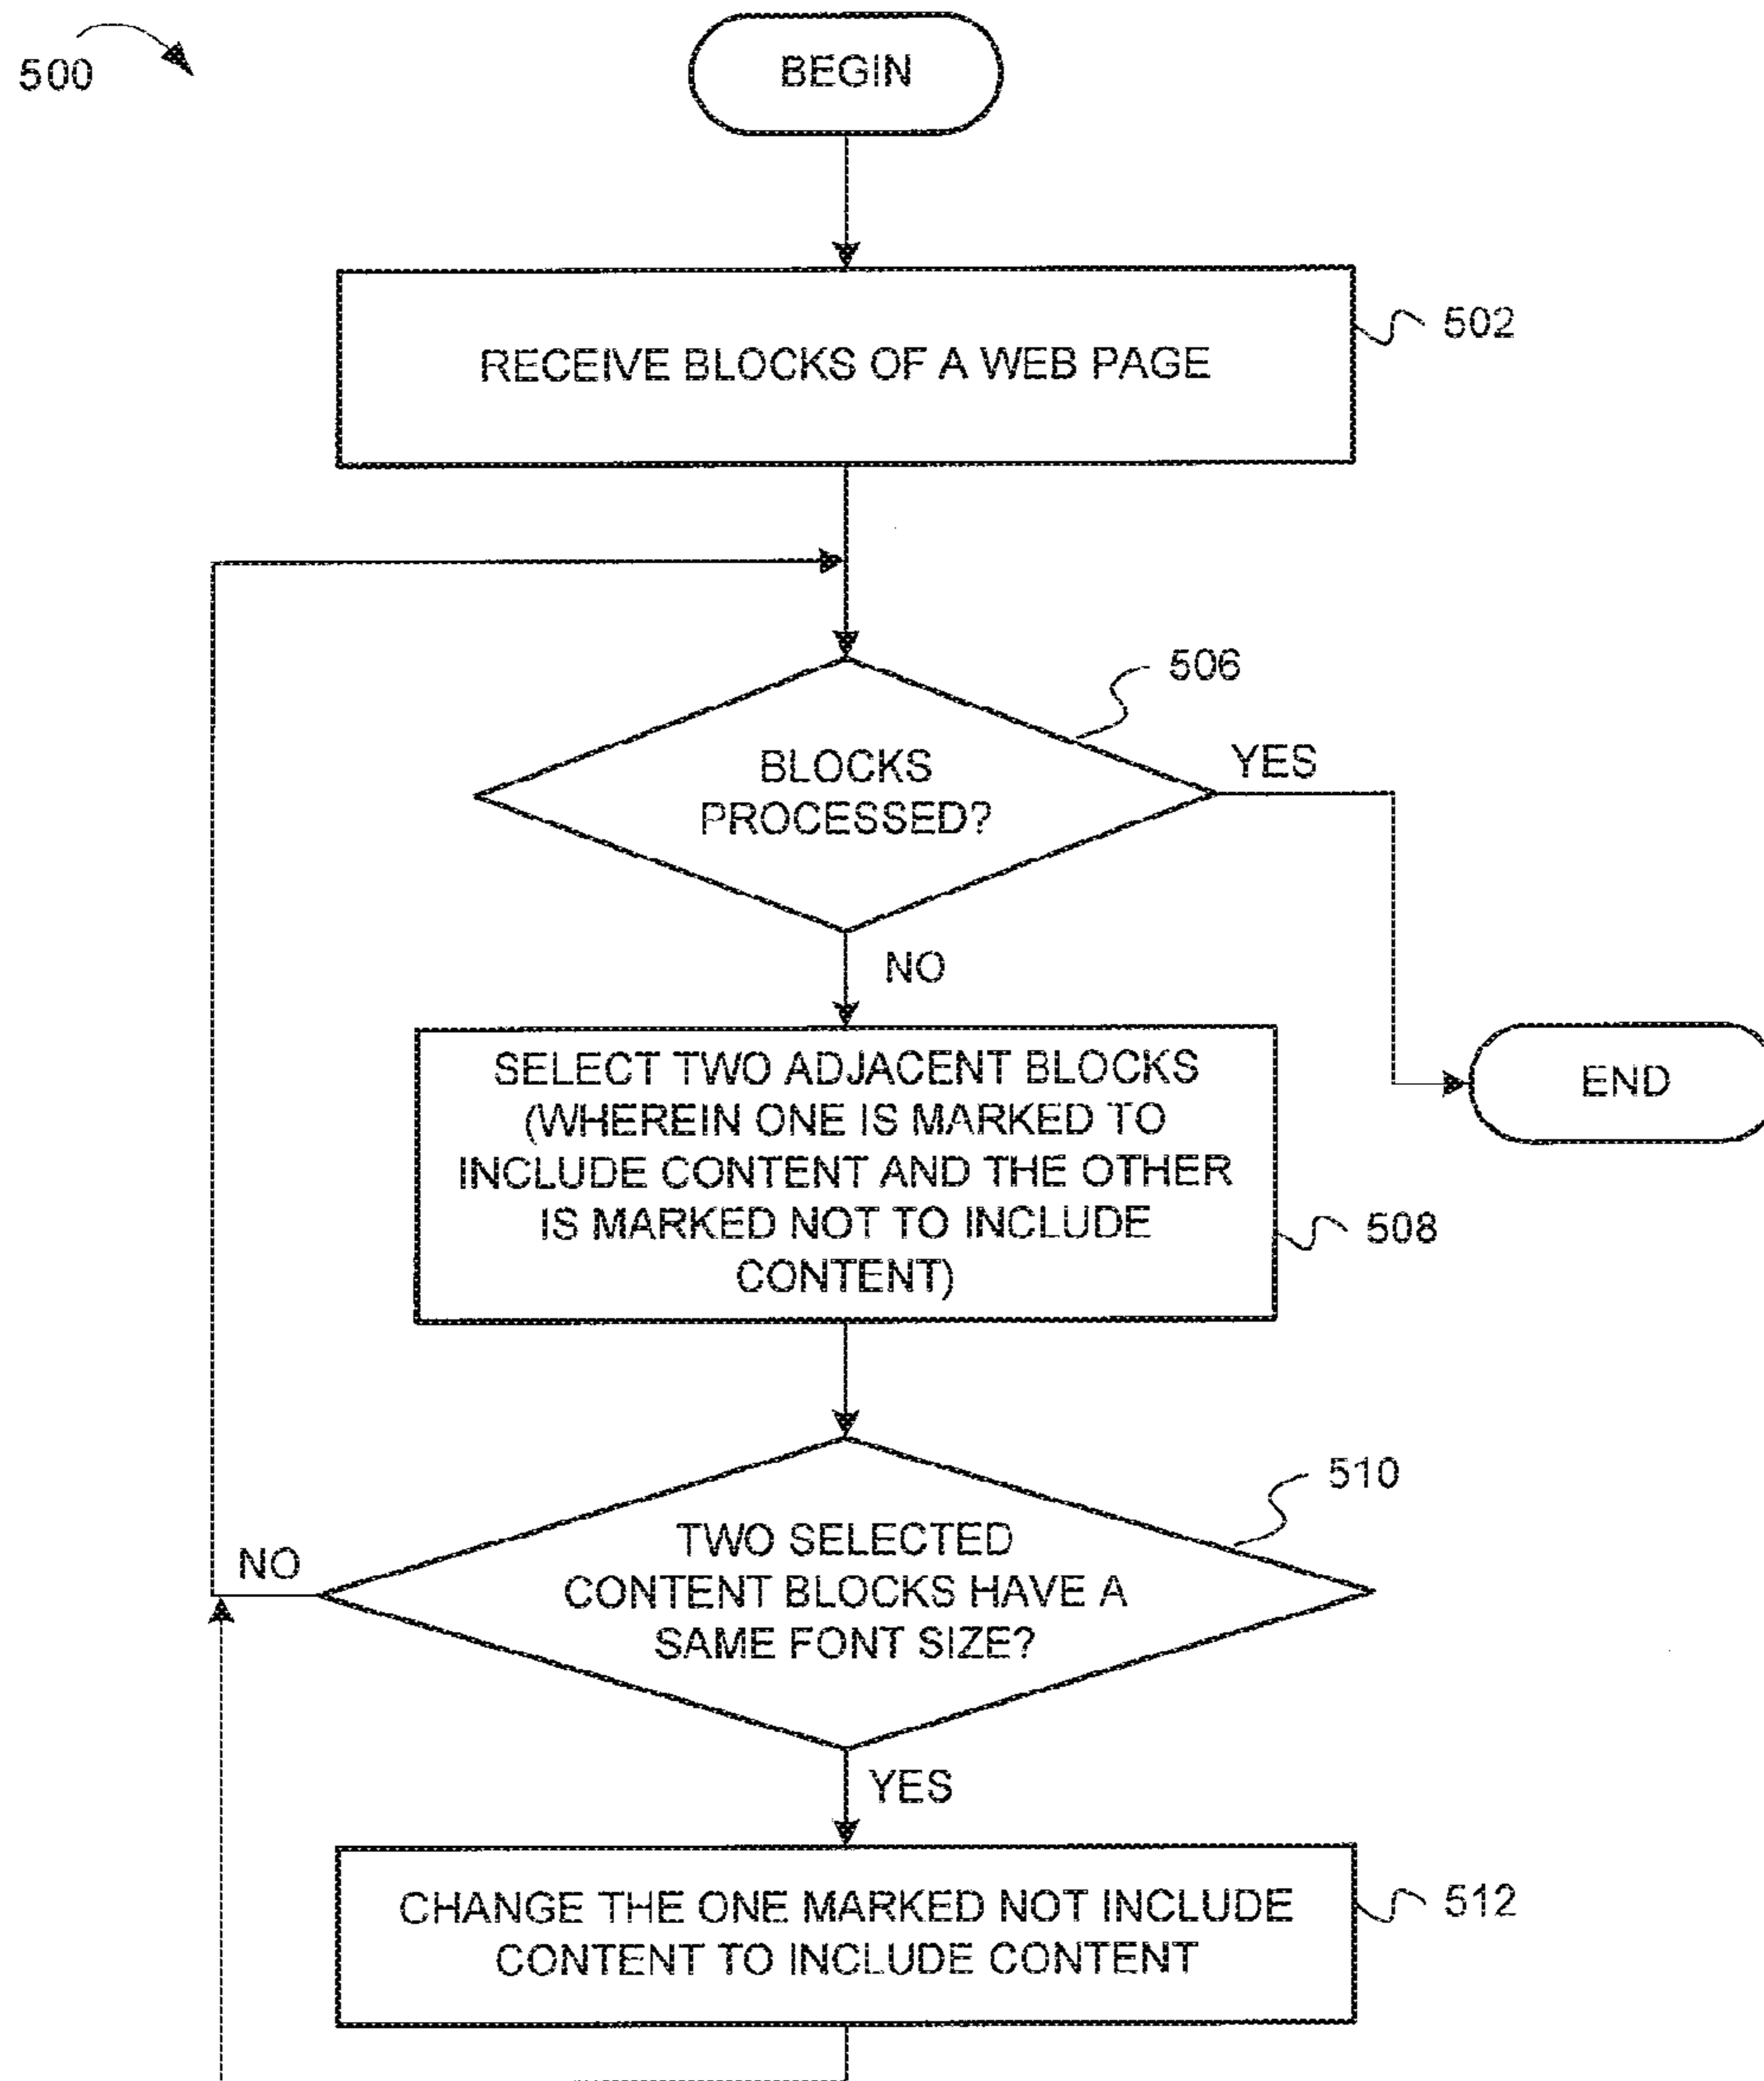 500
BEGIN
RECEIVE BLOCKS OF A WEB PAGE
502
506
BLOCKS
PROCESSED?
YES
NO
SELECT TWO ADJACENT BLOCKS
(WHEREIN ONE IS MARKED TO
INCLUDE CONTENT AND THE OTHER
IS MARKED NOT TO INCLUDE
CONTENT)
508
END
510
TWO SELECTED
CONTENT BLOCKS HAVE A
SAME FONT SIZE?
NO
YES
CHANGE THE ONE MARKED NOT INCLUDE
CONTENT TO INCLUDE CONTENT
512